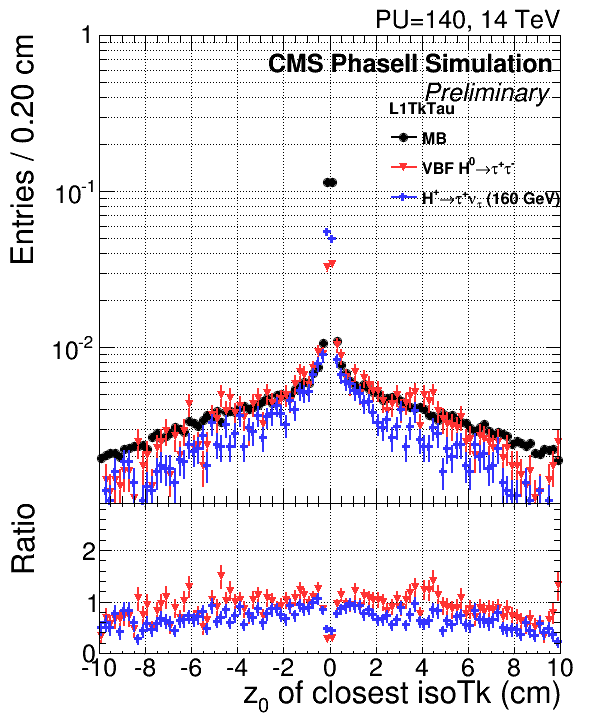 PU=140, 14 TeV
CMS PhaseII Simulation
Preliminary
L1TkTau
MB
VBF H⁰→τ⁺τ⁻
H⁺→τ⁺ντ (160 GeV)
Entries / 0.20 cm
1
10⁻¹
10⁻²
Ratio
2
1
0
-10 -8 -6 -4 -2 0 2 4 6 8 10
z₀ of closest isoTk (cm)